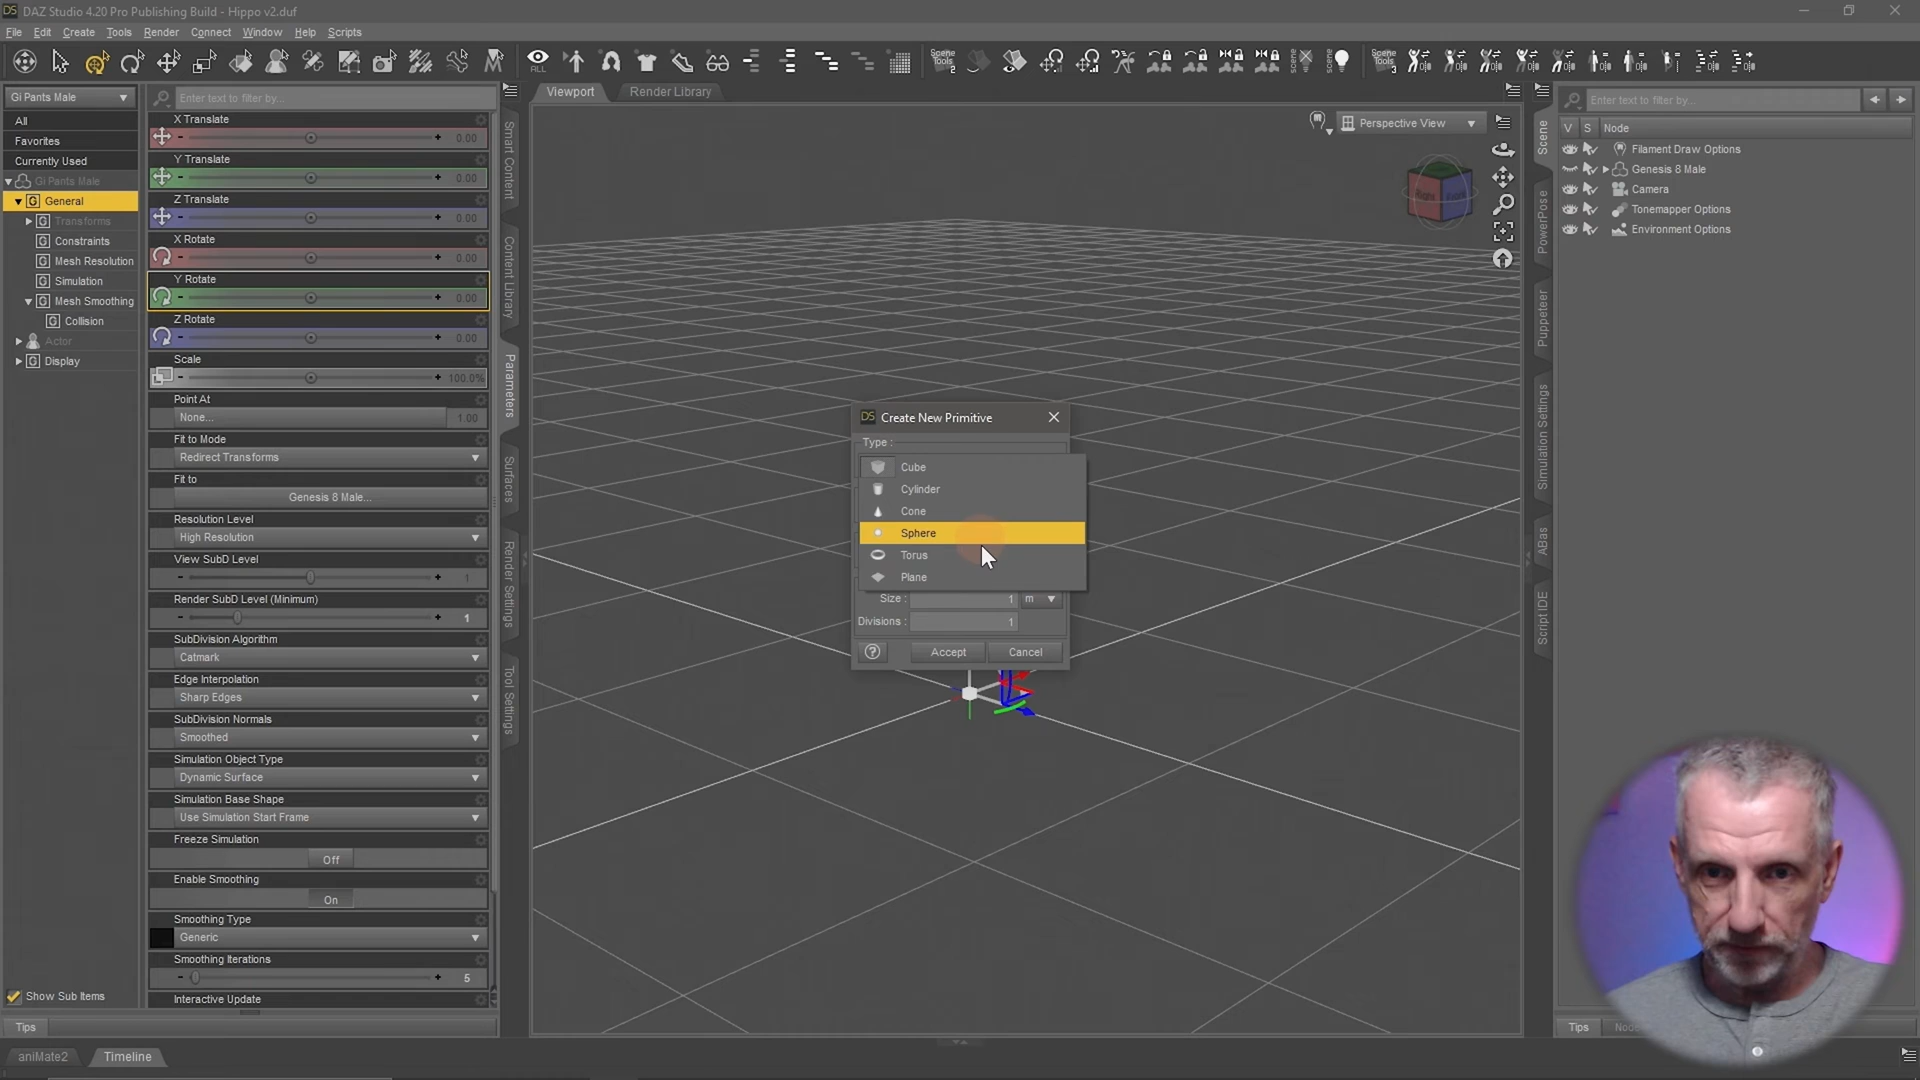 DAZ Studio 4.20 Pro Publishing Build - Hippo v2.duf
File Edit Create Tools Render Connect Window Help Scripts
ALL
Scene Tools 2
Scene Tools 3
Gi Pants Male
Enter text to filter by...
All
Favorites
Currently Used
Gi Pants Male
General
Transforms
Constraints
Mesh Resolution
Simulation
Mesh Smoothing
Collision
Actor
Display
Show Sub Items
Tips
X Translate
0.00
Y Translate
0.00
Z Translate
0.00
X Rotate
0.00
Y Rotate
0.00
Z Rotate
0.00
Scale
100.0%
Point At
None... 1.00
Fit to Mode
Redirect Transforms
Fit to
Genesis 8 Male...
Resolution Level
High Resolution
View SubD Level
1
Render SubD Level (Minimum)
1
SubDivision Algorithm
Catmark
Edge Interpolation
Sharp Edges
SubDivision Normals
Smoothed
Simulation Object Type
Dynamic Surface
Simulation Base Shape
Use Simulation Start Frame
Freeze Simulation
Off
Enable Smoothing
On
Smoothing Type
Generic
Smoothing Iterations
5
Interactive Update
Smart Content
Content Library
Parameters
Surfaces
Render Settings
Tool Settings
Viewport Render Library
Perspective View
Create New Primitive
Type :
Cube
Cylinder
Cone
Sphere
Torus
Plane
Size : 1 m
Divisions : 1
Accept Cancel
Scene
PowerPose
Puppeteer
Simulation Settings
ABas
Script IDE
Enter text to filter by...
V S Node
Filament Draw Options
Genesis 8 Male
Camera
Tonemapper Options
Environment Options
Tips
aniMate2 Timeline